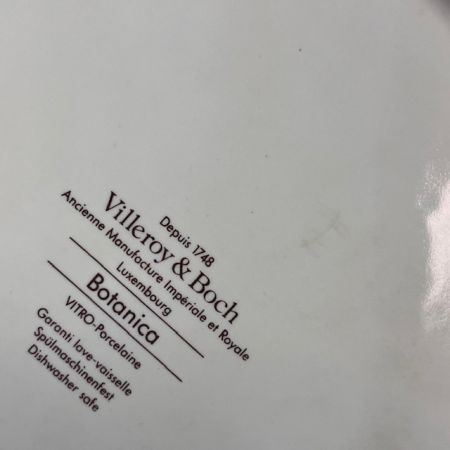 Depuis 1748
Villeroy & Boch
Ancienne Manufacture Impériale et Royale
Luxembourg
Botanica
VITRO-Porcelaine
Garanti lave-vaisselle
Spülmaschinenfest
Dishwasher safe